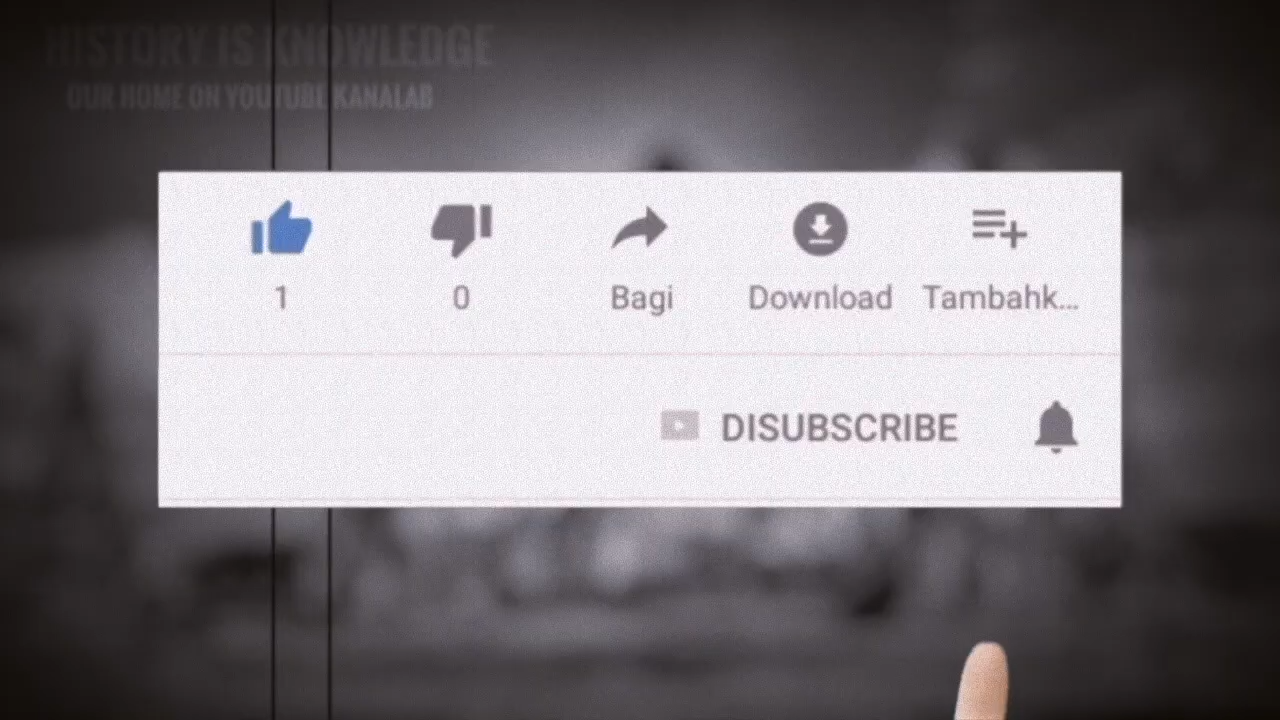 HISTORY IS KNOWLEDGE
OUR HOME ON YOUTUBE KANALAB
1 0 Bagi Download Tambahk...
DISUBSCRIBE